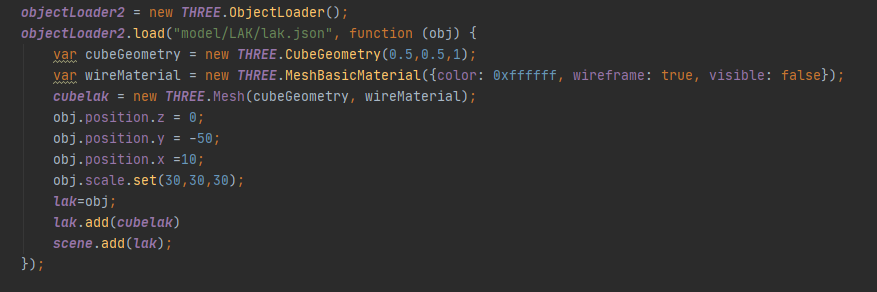 objectLoader2 = new THREE.ObjectLoader();
objectLoader2.load("model/LAK/lak.json", function (obj) {
    var cubeGeometry = new THREE.CubeGeometry(0.5,0.5,1);
    var wireMaterial = new THREE.MeshBasicMaterial({color: 0xffffff, wireframe: true, visible: false});
    cubelak = new THREE.Mesh(cubeGeometry, wireMaterial);
    obj.position.z = 0;
    obj.position.y = -50;
    obj.position.x =10;
    obj.scale.set(30,30,30);
    lak=obj;
    lak.add(cubelak)
    scene.add(lak);
});